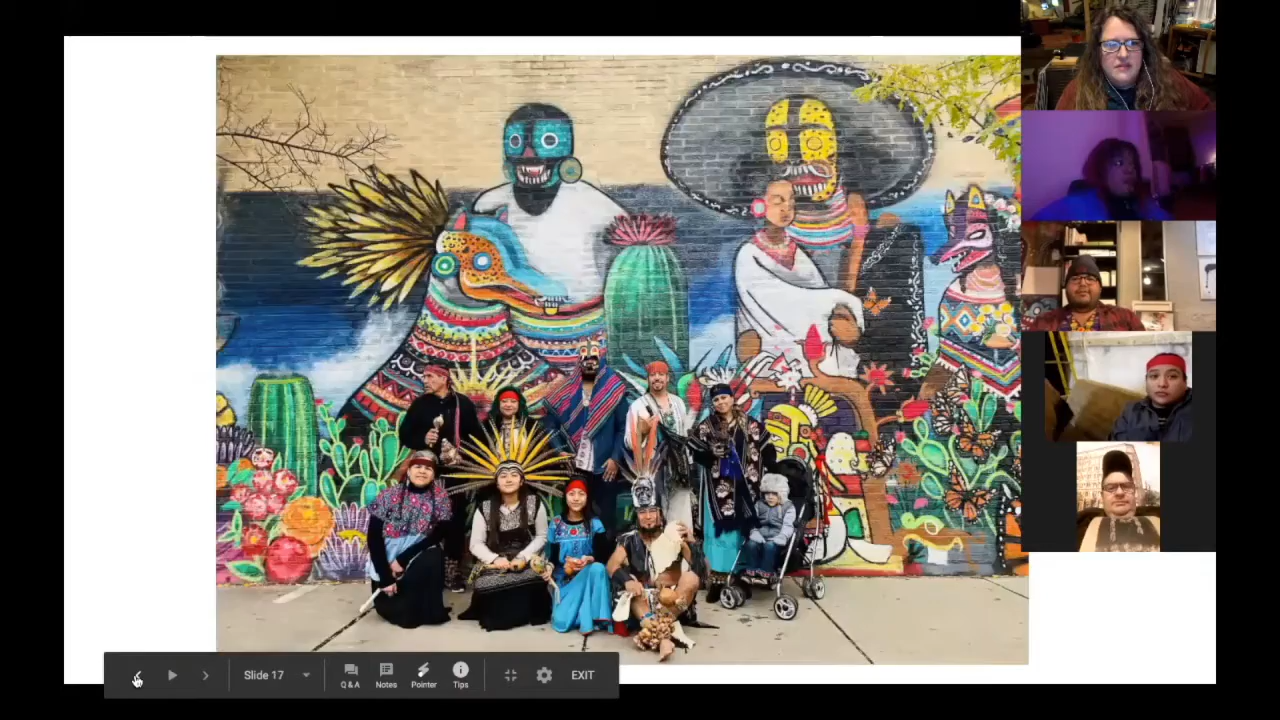 Slide 17
Q & A
Notes
Pointer
Tips
EXIT